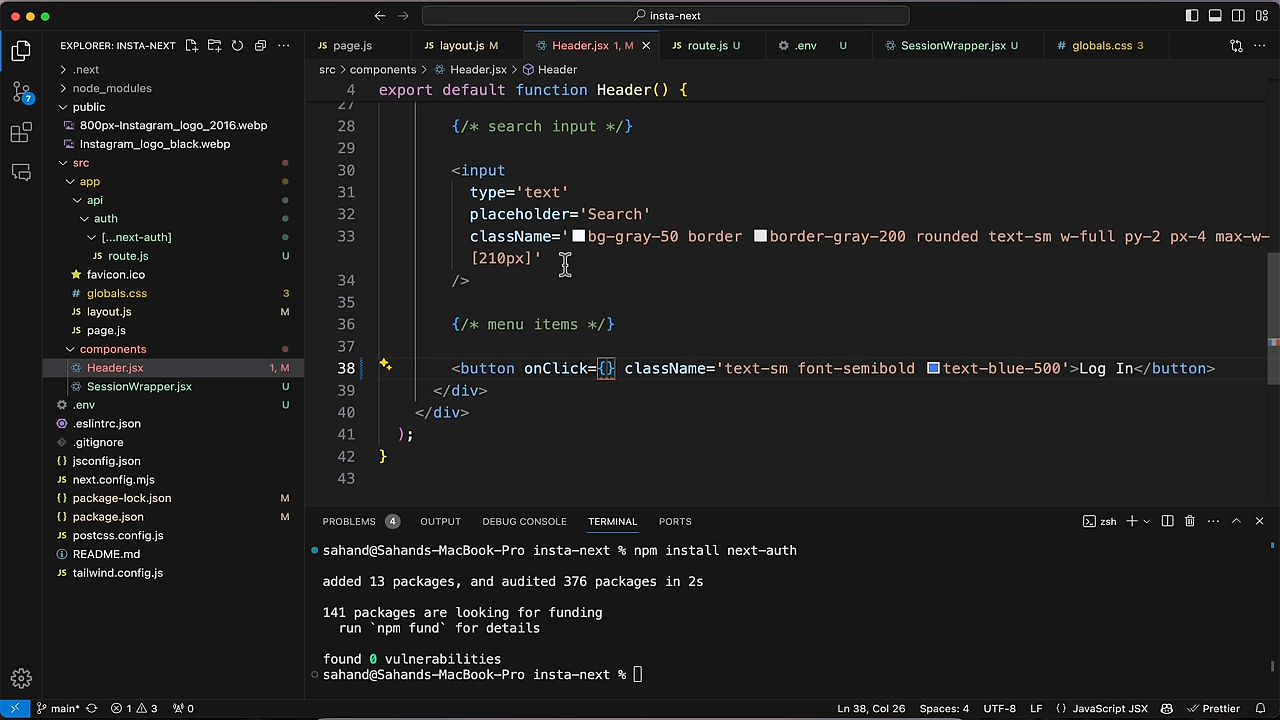 insta-next
EXPLORER: INSTA-NEXT
page.js
layout.js M
Header.jsx 1, M
route.js U
.env U
SessionWrapper.jsx U
globals.css 3
src > components > Header.jsx > Header
.next
node_modules
public
800px-Instagram_logo_2016.webp
Instagram_logo_black.webp
src
app
api
auth
[...next-auth]
route.js U
favicon.ico
globals.css 3
layout.js M
page.js
components
Header.jsx 1, M
SessionWrapper.jsx U
.env U
.eslintrc.json
.gitignore
jsconfig.json
next.config.mjs
package-lock.json M
package.json M
postcss.config.js
README.md
tailwind.config.js
7
4 export default function Header() {
27
28 {/* search input */}
29
30 <input
31 type='text'
32 placeholder='Search'
33 className='bg-gray-50 border border-gray-200 rounded text-sm w-full py-2 px-4 max-w-
[210px]'
34 />
35
36 {/* menu items */}
37
38 <button onClick={} className='text-sm font-semibold text-blue-500'>Log In</button>
39 </div>
40 </div>
41 );
42 }
43
PROBLEMS 4 OUTPUT DEBUG CONSOLE TERMINAL PORTS
zsh
sahand@Sahands-MacBook-Pro insta-next % npm install next-auth
added 13 packages, and audited 376 packages in 2s
141 packages are looking for funding
run `npm fund` for details
found 0 vulnerabilities
sahand@Sahands-MacBook-Pro insta-next %
main* 1 3 0
Ln 38, Col 26 Spaces: 4 UTF-8 LF {} JavaScript JSX Prettier